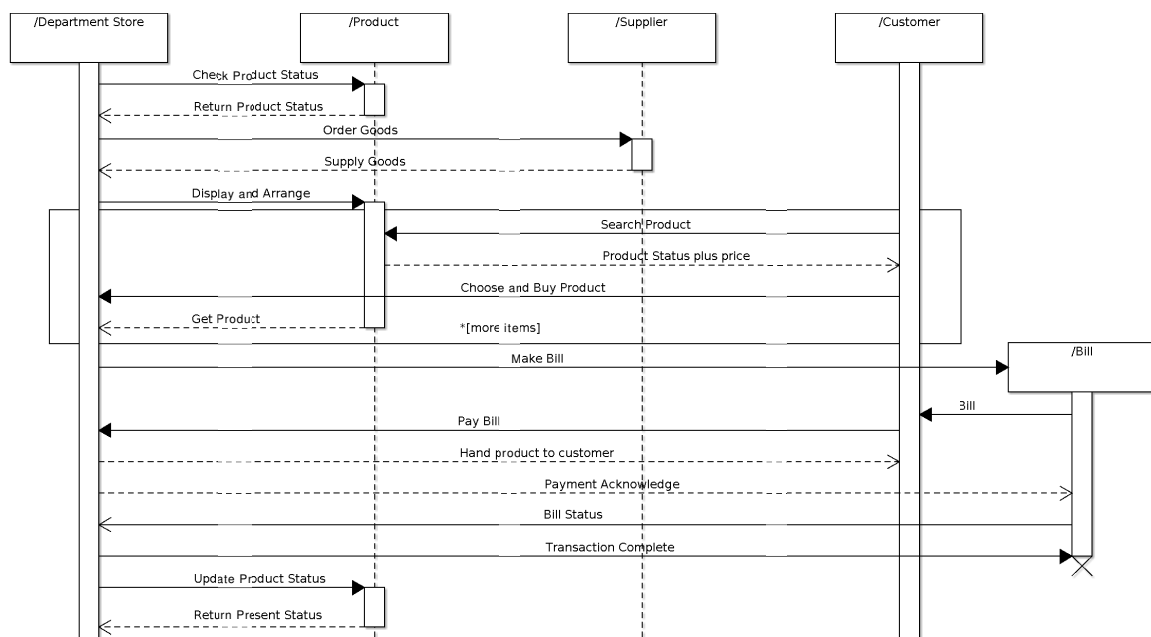 /Department Store
/Product
/Supplier
/Customer
Check Product Status
Return Product Status
Order Goods
Supply Goods
Display and Arrange
Search Product
Product Status plus price
Choose and Buy Product
Get Product
*[more items]
/Bill
Make Bill
Bill
Pay Bill
Hand product to customer
Payment Acknowledge
Bill Status
Transaction Complete
Update Product Status
Return Present Status